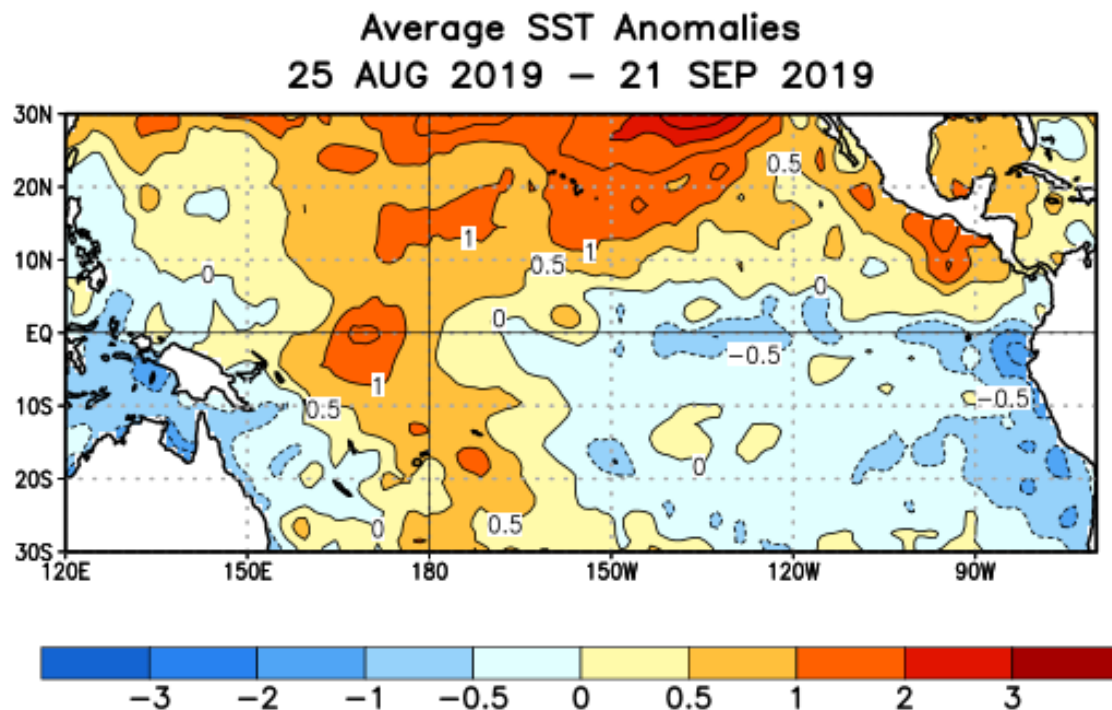 Average SST Anomalies
25 AUG 2019 – 21 SEP 2019
30N
0.5
20N
1
10N
0.5
1
0
0
0
EQ
−0.5
1
10S
0.5
−0.5
0
20S
0
0.5
30S
120E 150E 180 150W 120W 90W
−3 −2 −1 −0.5 0 0.5 1 2 3